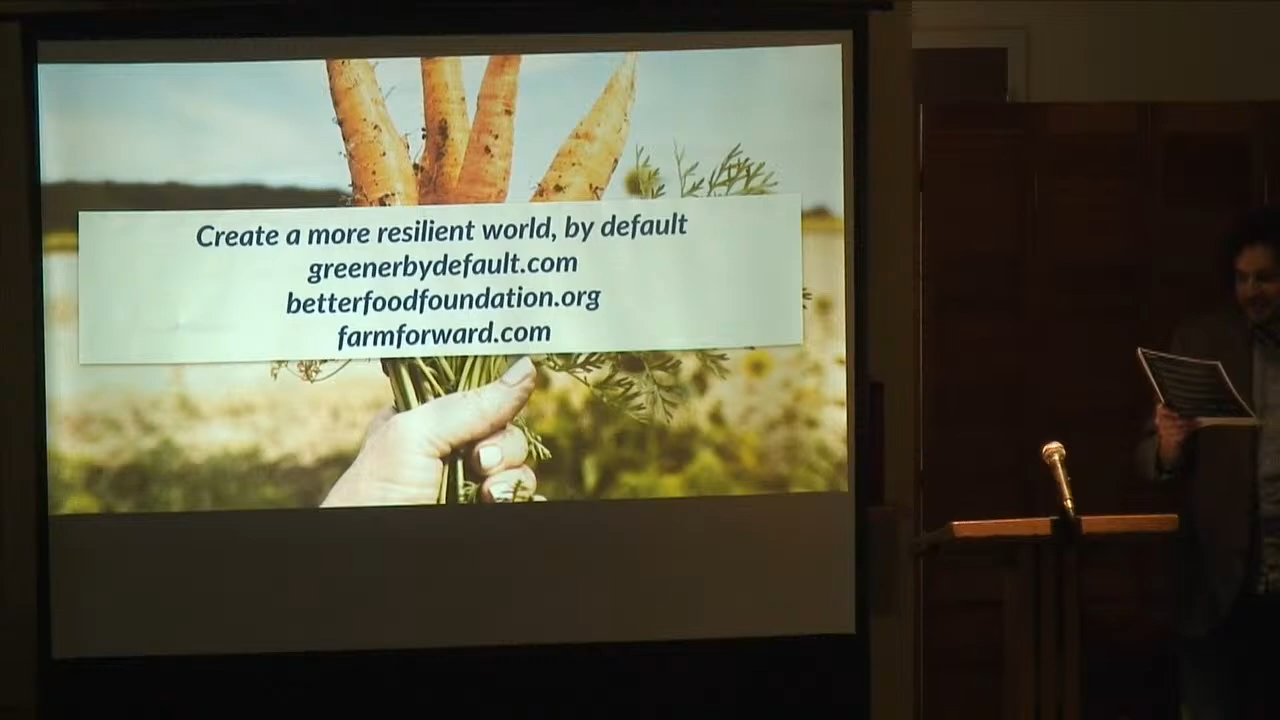 Create a more resilient world, by default
greenerbydefault.com
betterfoodfoundation.org
farmforward.com